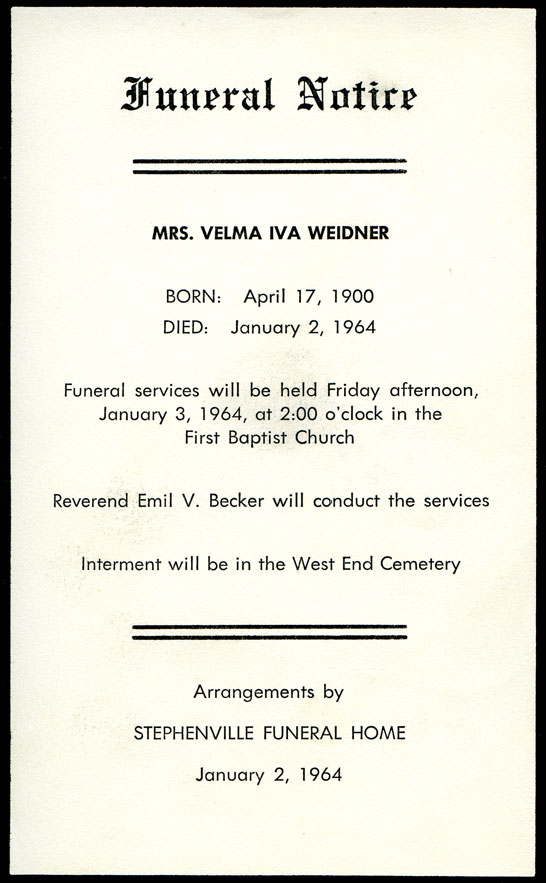 Funeral Notice
MRS. VELMA IVA WEIDNER
BORN: April 17, 1900
DIED: January 2, 1964
Funeral services will be held Friday afternoon,
January 3, 1964, at 2:00 o'clock in the
First Baptist Church
Reverend Emil V. Becker will conduct the services
Interment will be in the West End Cemetery
Arrangements by
STEPHENVILLE FUNERAL HOME
January 2, 1964